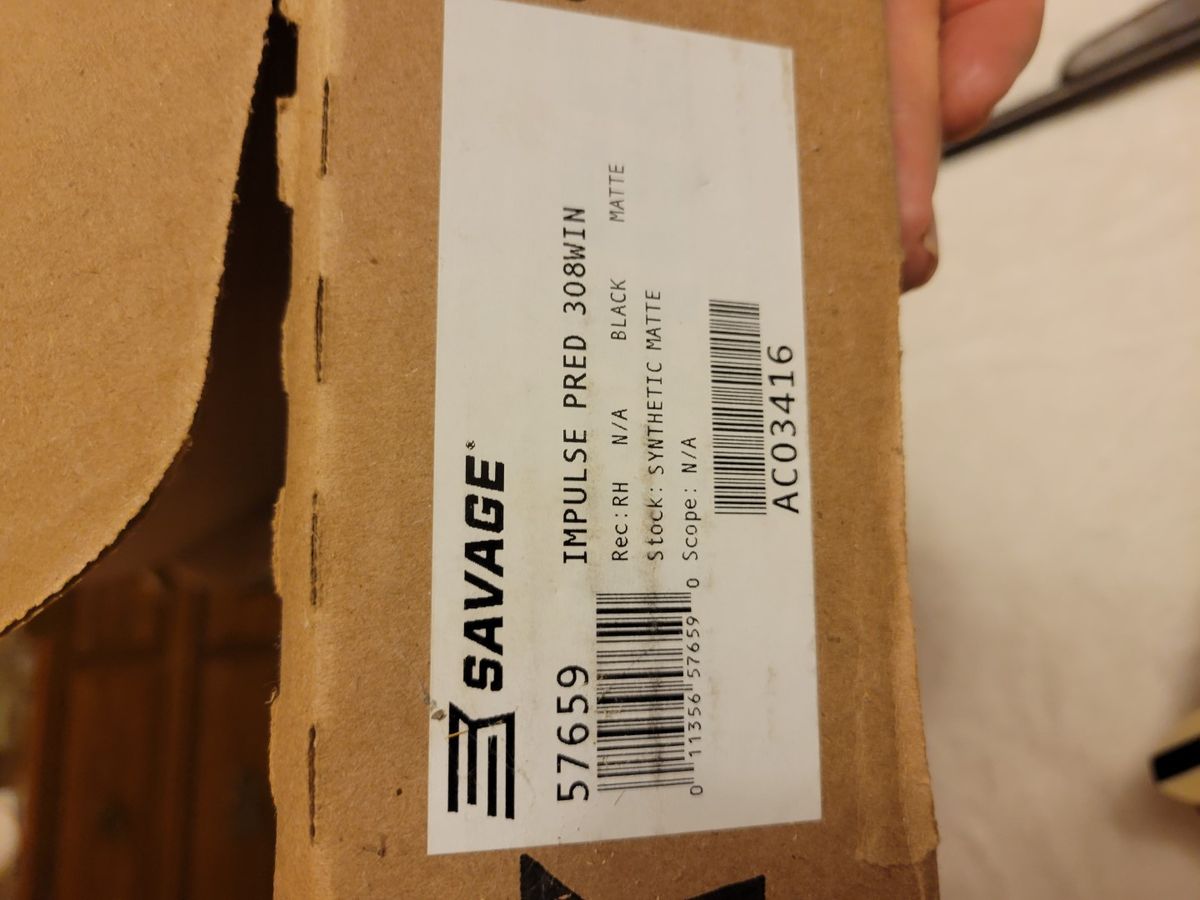 SAVAGE®
57659 IMPULSE PRED 308WIN
Rec:RH N/A BLACK MATTE
Stock: SYNTHETIC MATTE
Scope: N/A
0 11356 57659 0
AC03416